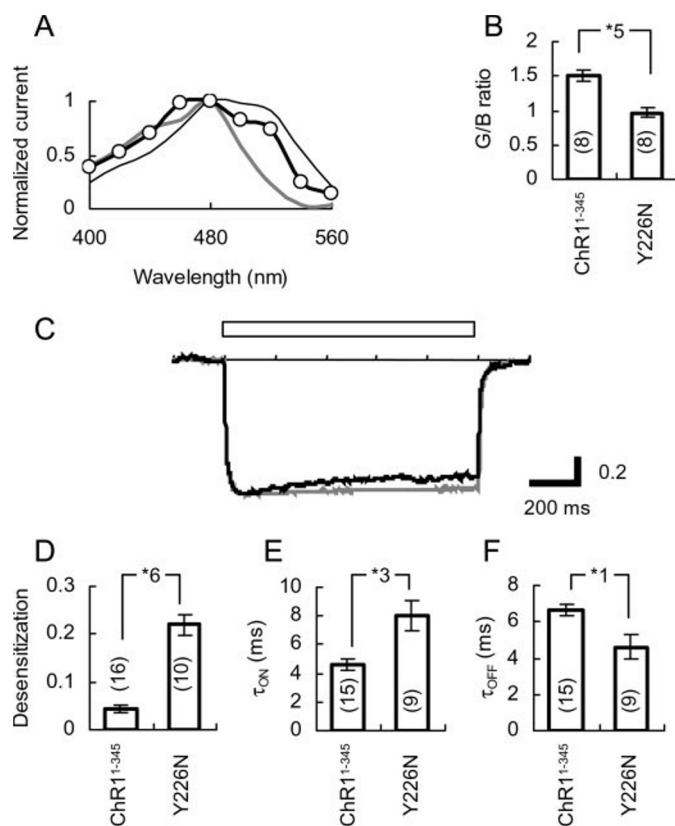 A
Normalized current
1
0.5
0
400
480
560
Wavelength (nm)
B
*5
G/B ratio
2
1.5
1
0.5
0
(8)
(8)
ChR1¹⁻³⁴⁵
Y226N
C
0.2
200 ms
D
*6
Desensitization
0.3
0.2
0.1
0
(16)
(10)
ChR1¹⁻³⁴⁵
Y226N
E
*3
τON (ms)
10
8
6
4
2
0
(15)
(9)
ChR1¹⁻³⁴⁵
Y226N
F
*1
τOFF (ms)
8
6
4
2
0
(15)
(9)
ChR1¹⁻³⁴⁵
Y226N